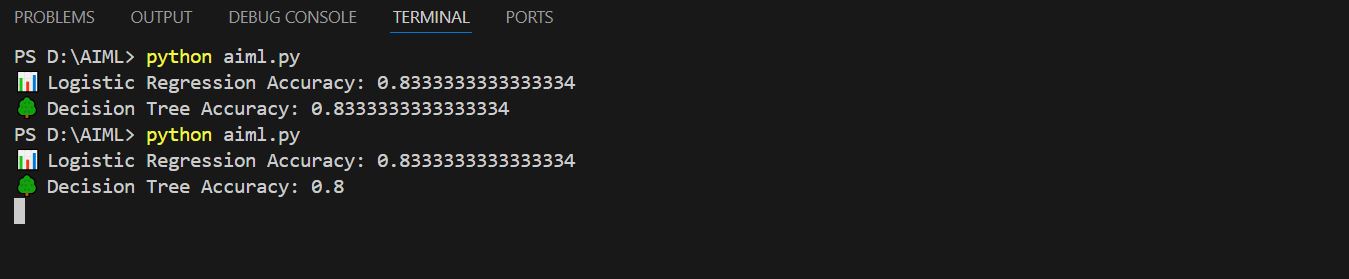 PROBLEMS OUTPUT DEBUG CONSOLE TERMINAL PORTS
PS D:\AIML> python aiml.py
📊 Logistic Regression Accuracy: 0.8333333333333334
🌳 Decision Tree Accuracy: 0.8333333333333334
PS D:\AIML> python aiml.py
📊 Logistic Regression Accuracy: 0.8333333333333334
🌳 Decision Tree Accuracy: 0.8